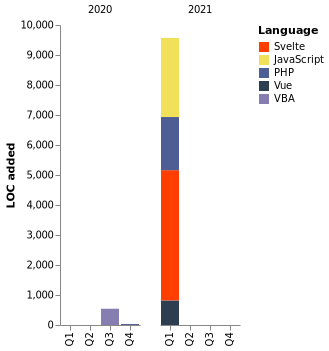 2020 2021
10,000
9,000
8,000
7,000
6,000
5,000
4,000
3,000
2,000
1,000
0
LOC added
Q1 Q2 Q3 Q4 Q1 Q2 Q3 Q4
Language
Svelte
JavaScript
PHP
Vue
VBA